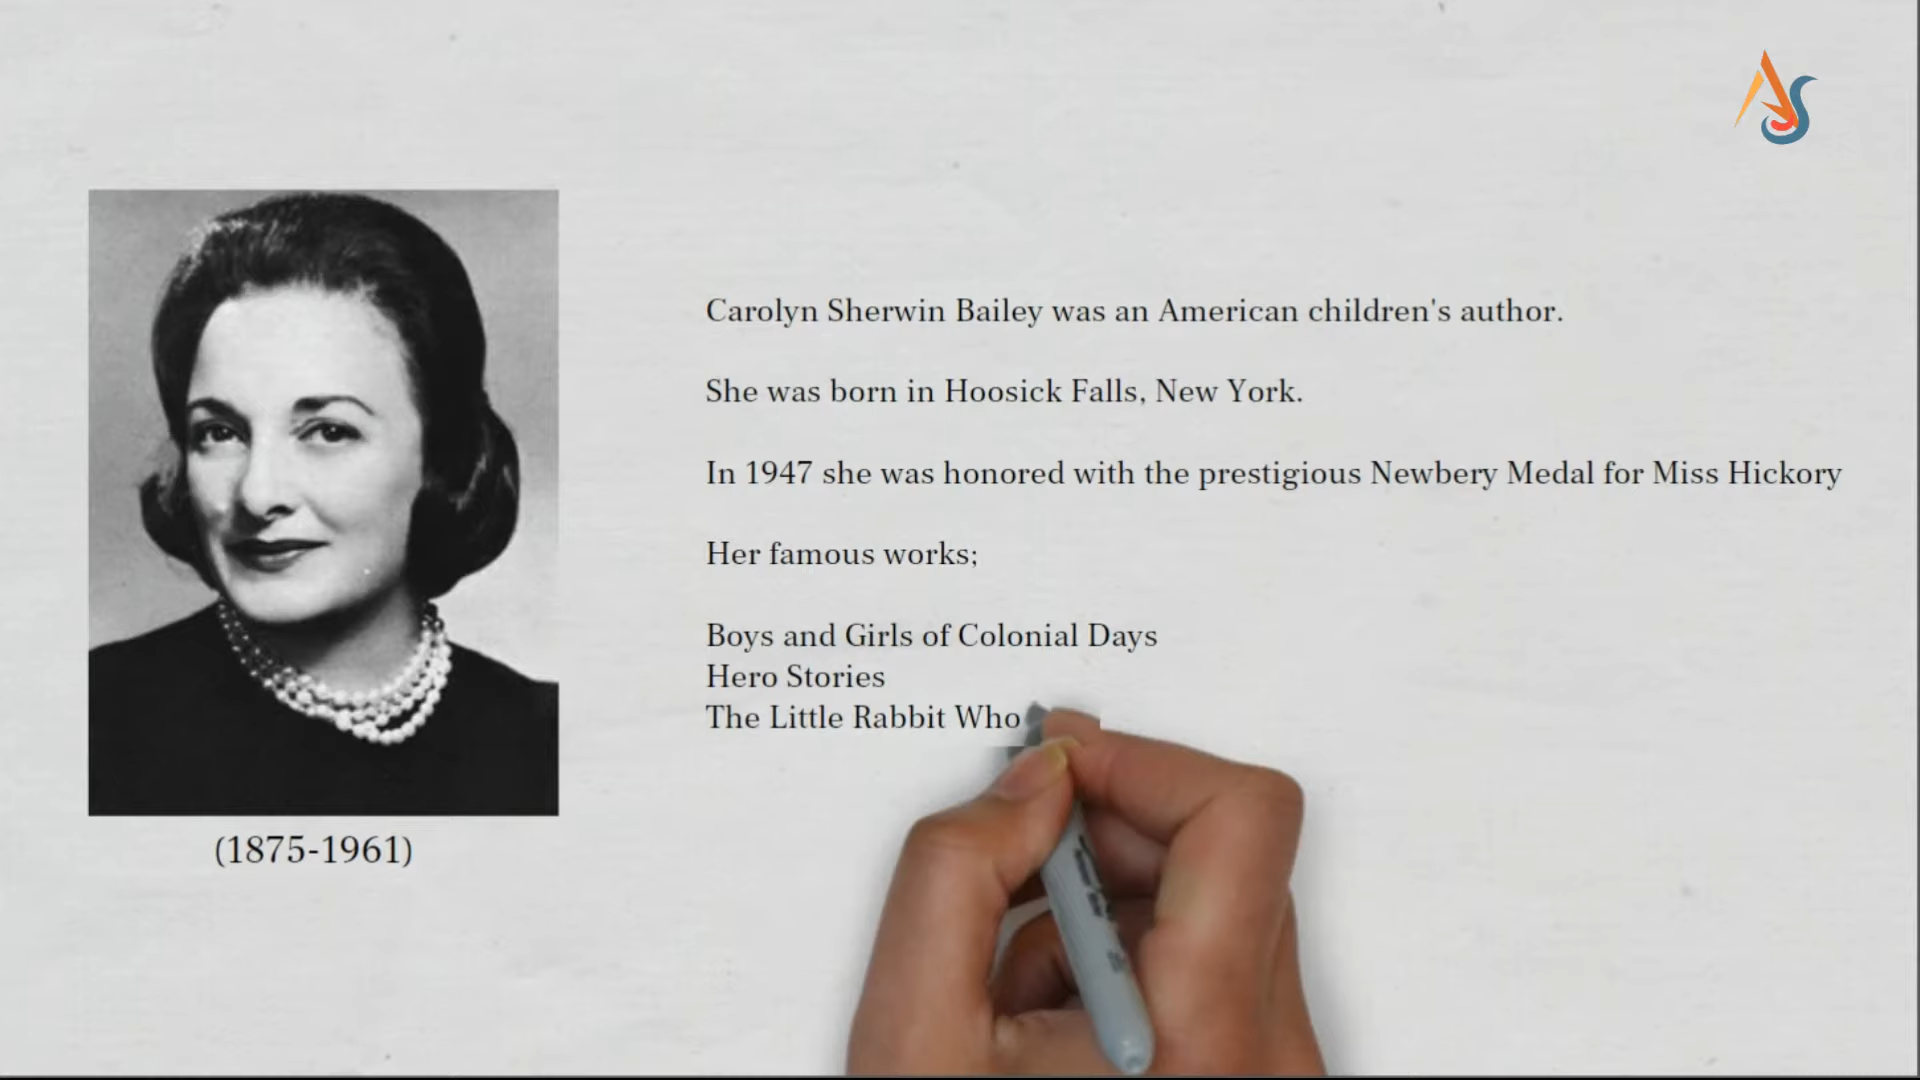 Carolyn Sherwin Bailey was an American children's author.
She was born in Hoosick Falls, New York.
In 1947 she was honored with the prestigious Newbery Medal for Miss Hickory
Her famous works;
Boys and Girls of Colonial Days
Hero Stories
The Little Rabbit Who
(1875-1961)